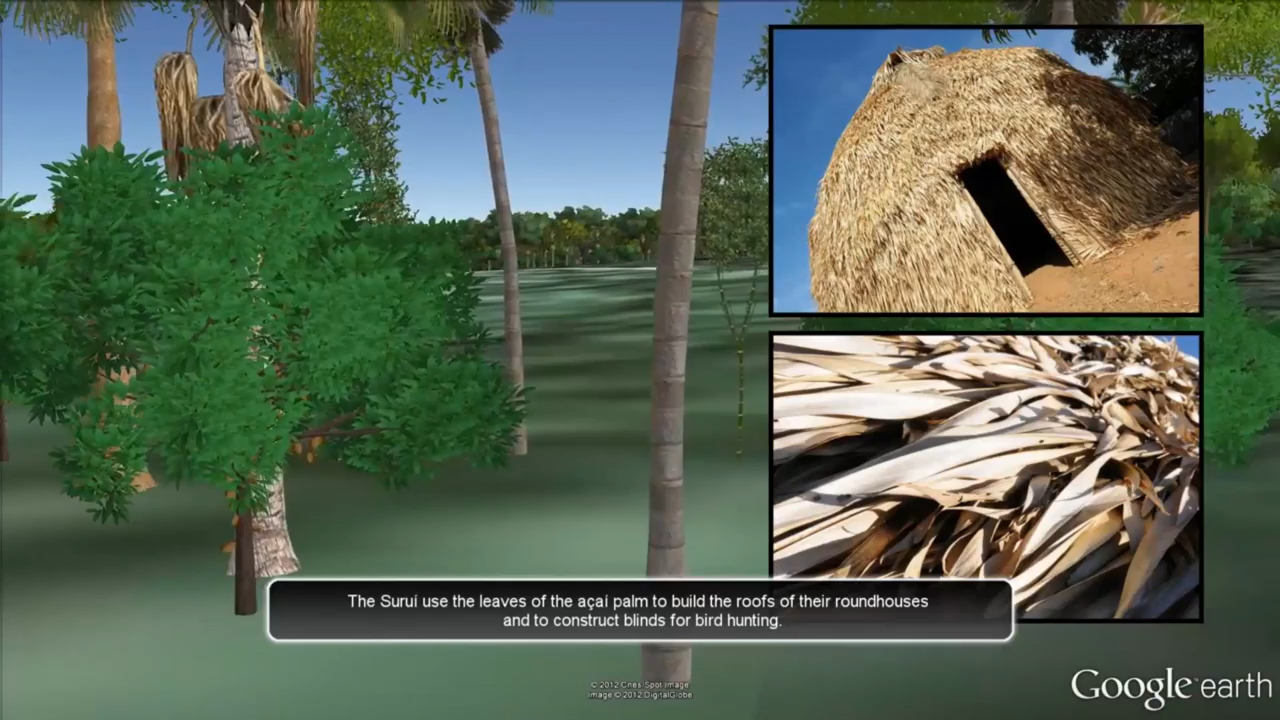 The Suruí use the leaves of the açaí palm to build the roofs of their roundhouses
and to construct blinds for bird hunting.
© 2012 Cnes/Spot Image
Image © 2012 DigitalGlobe
Google earth